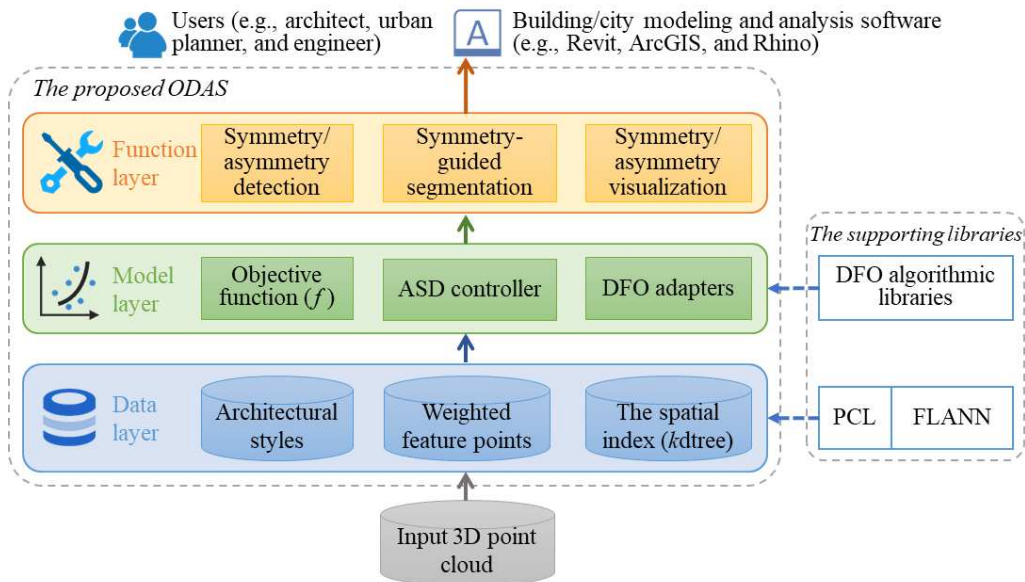 Users (e.g., architect, urban
planner, and engineer)
A
Building/city modeling and analysis software
(e.g., Revit, ArcGIS, and Rhino)
The proposed ODAS
Function
layer
Symmetry/
asymmetry
detection
Symmetry-
guided
segmentation
Symmetry/
asymmetry
visualization
Model
layer
Objective
function (f)
ASD controller
DFO adapters
The supporting libraries
DFO algorithmic
libraries
Data
layer
Architectural
styles
Weighted
feature points
The spatial
index (kdtree)
PCL
FLANN
Input 3D point
cloud